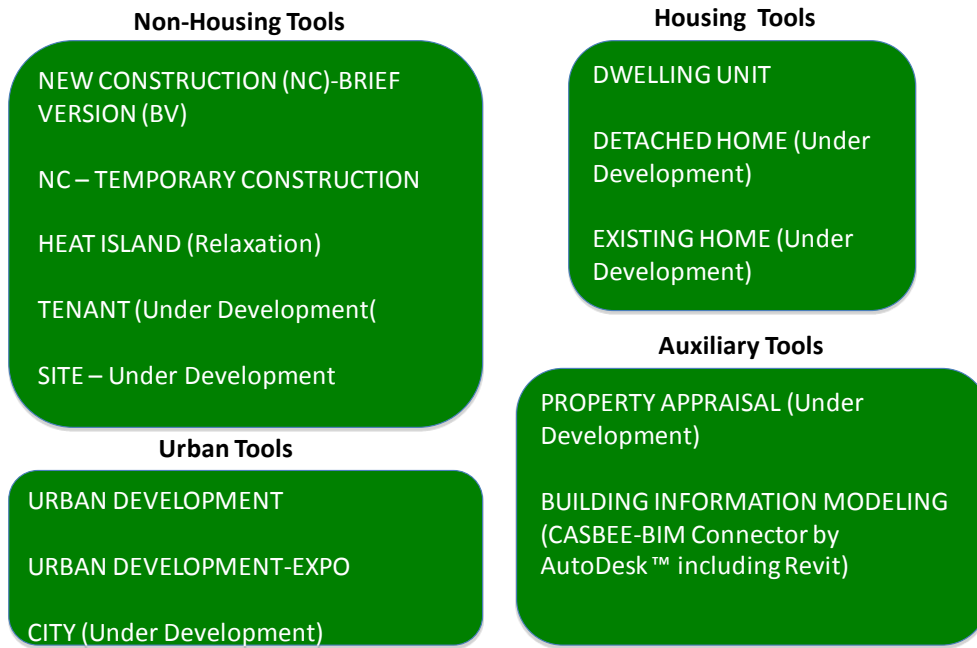 Non-Housing Tools
NEW CONSTRUCTION (NC)-BRIEF
VERSION (BV)
NC – TEMPORARY CONSTRUCTION
HEAT ISLAND (Relaxation)
TENANT (Under Development(
SITE – Under Development
Housing Tools
DWELLING UNIT
DETACHED HOME (Under
Development)
EXISTING HOME (Under
Development)
Urban Tools
URBAN DEVELOPMENT
URBAN DEVELOPMENT-EXPO
CITY (Under Development)
Auxiliary Tools
PROPERTY APPRAISAL (Under
Development)
BUILDING INFORMATION MODELING
(CASBEE-BIM Connector by
AutoDesk™ including Revit)